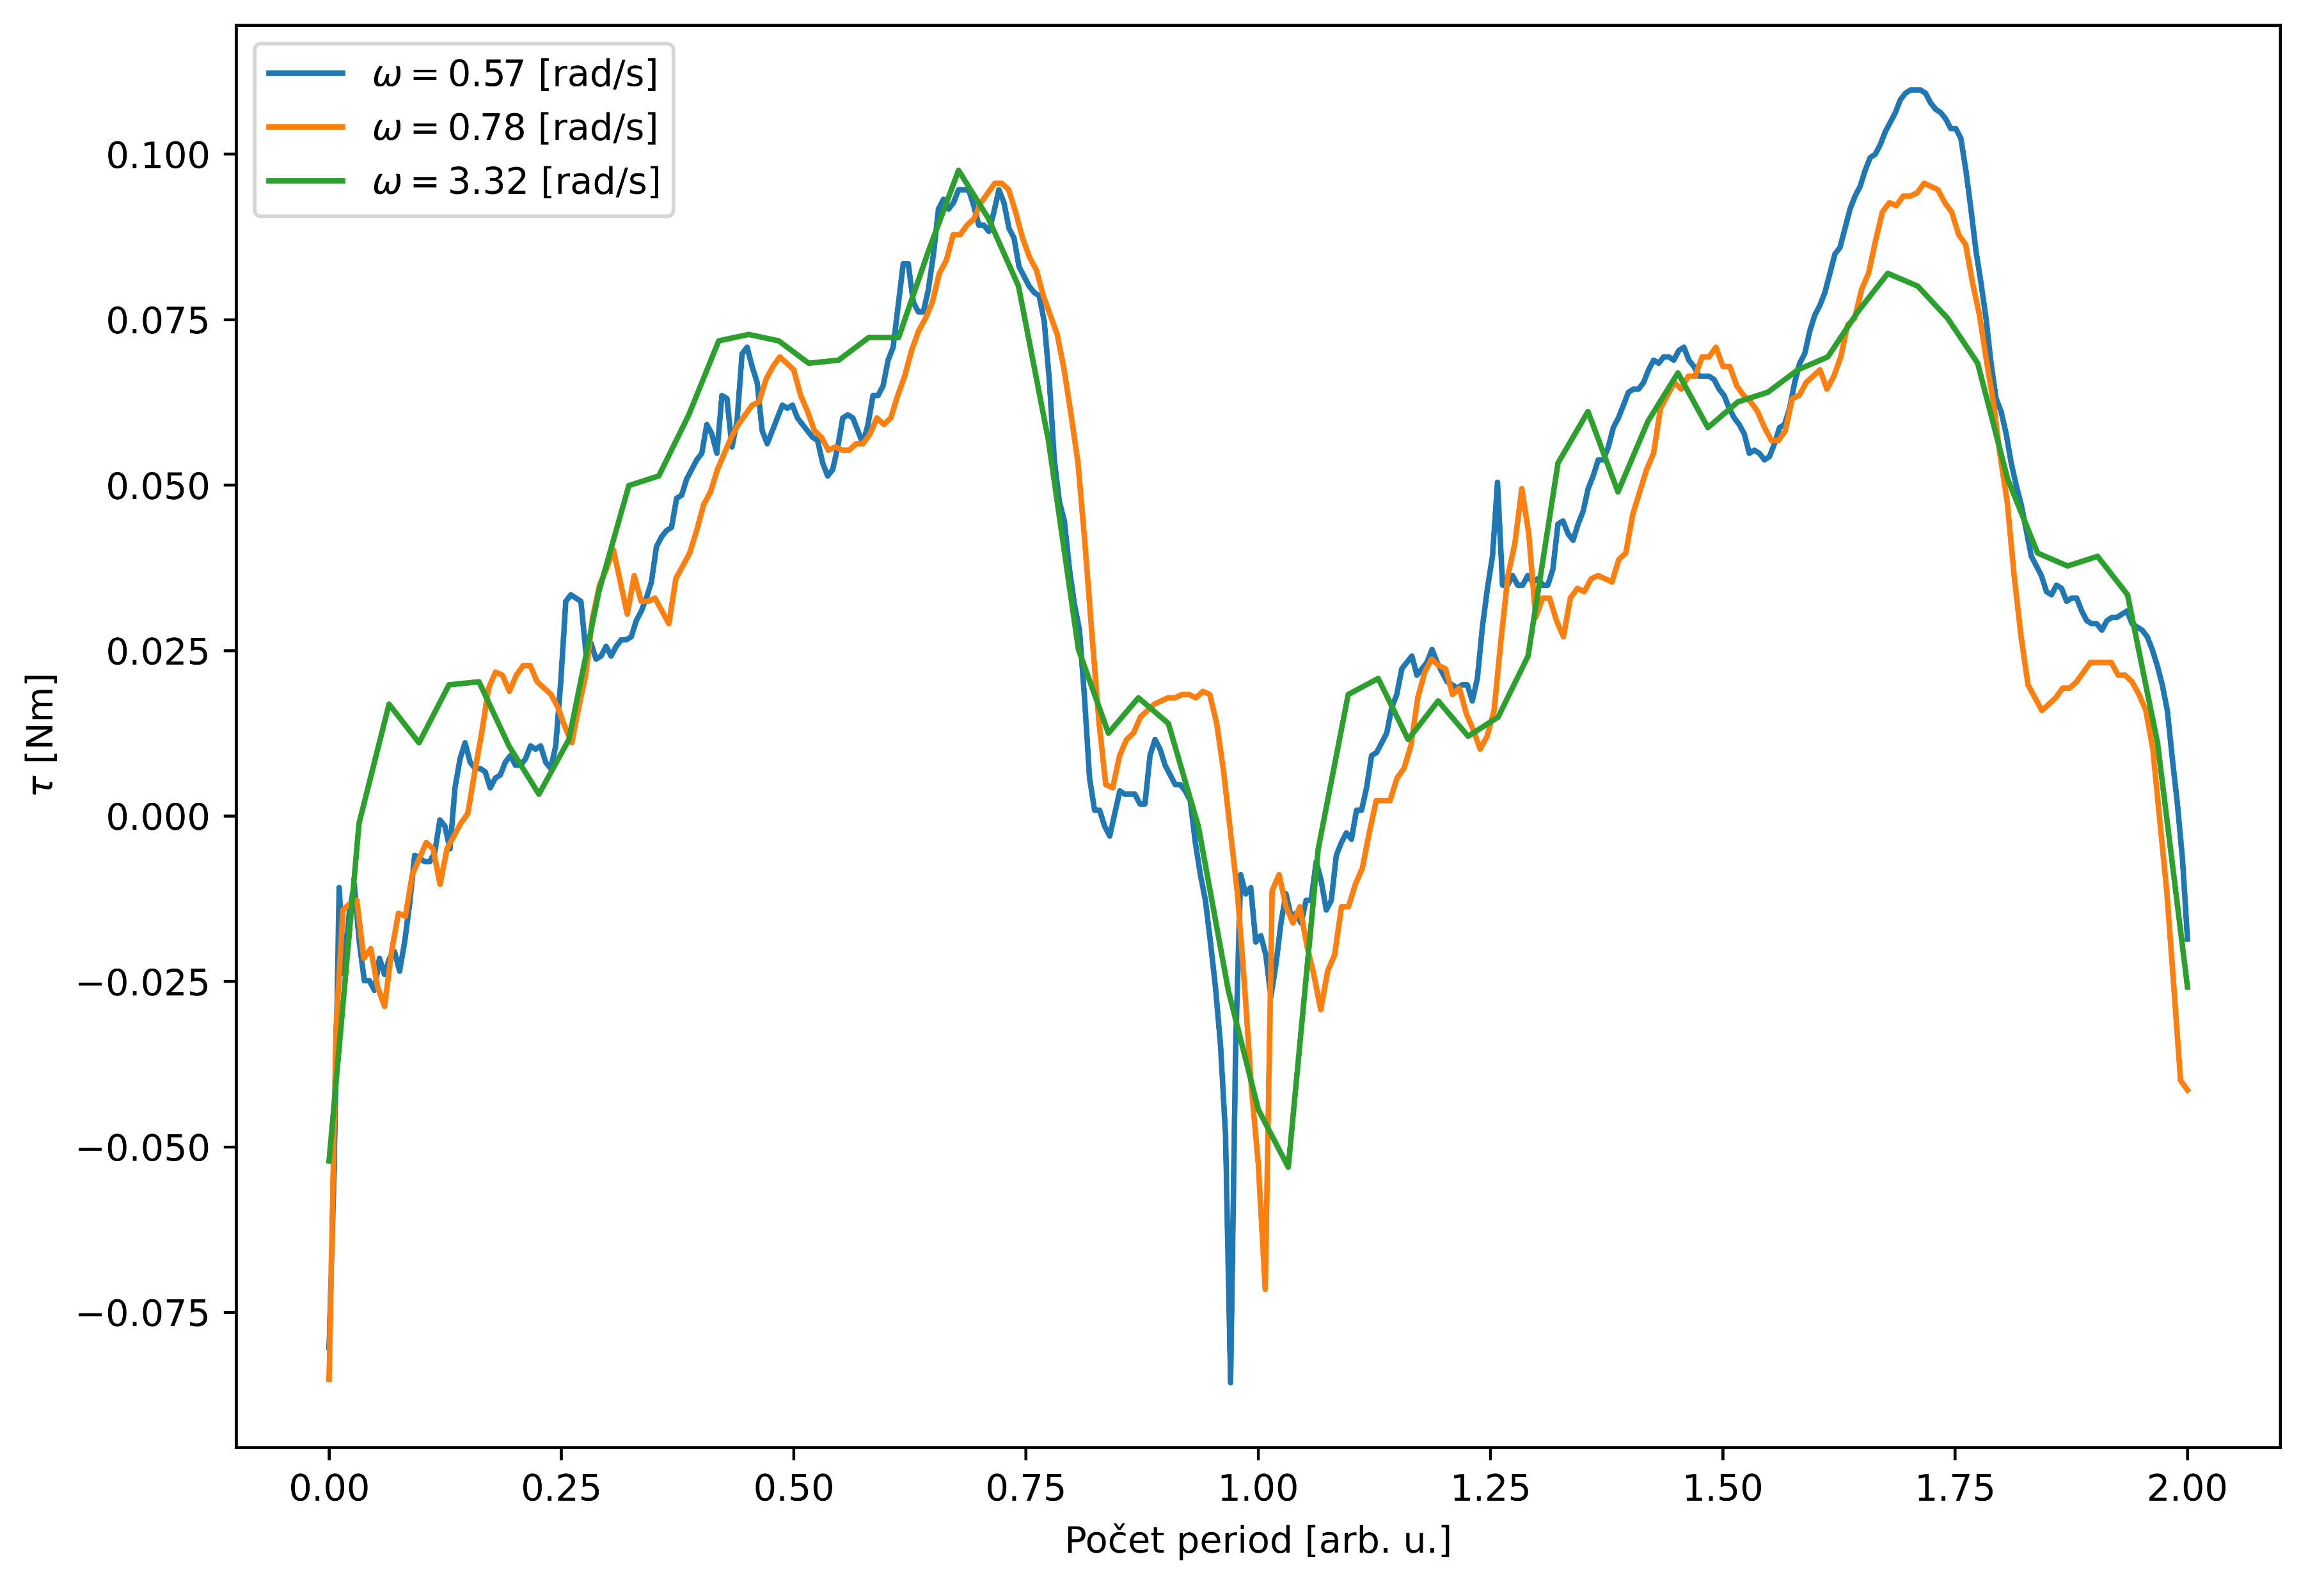 ω = 0.57 [rad/s]
ω = 0.78 [rad/s]
ω = 3.32 [rad/s]
0.100
0.075
0.050
0.025
0.000
−0.025
−0.050
−0.075
τ [Nm]
0.00 0.25 0.50 0.75 1.00 1.25 1.50 1.75 2.00
Počet period [arb. u.]